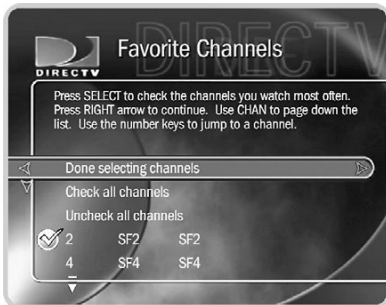 DIRECTV
DIRECTV
Favorite Channels
Press SELECT to check the channels you watch most often.
Press RIGHT arrow to continue. Use CHAN to page down the
list. Use the number keys to jump to a channel.
Done selecting channels
Check all channels
Uncheck all channels
2 SF2 SF2
4 SF4 SF4